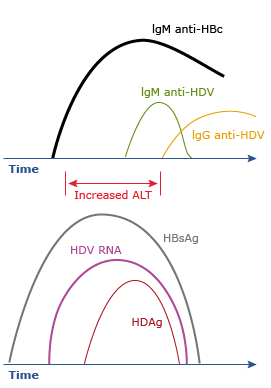 IgM anti-HBc
IgM anti-HDV
IgG anti-HDV
Time
Increased ALT
HBsAg
HDV RNA
HDAg
Time